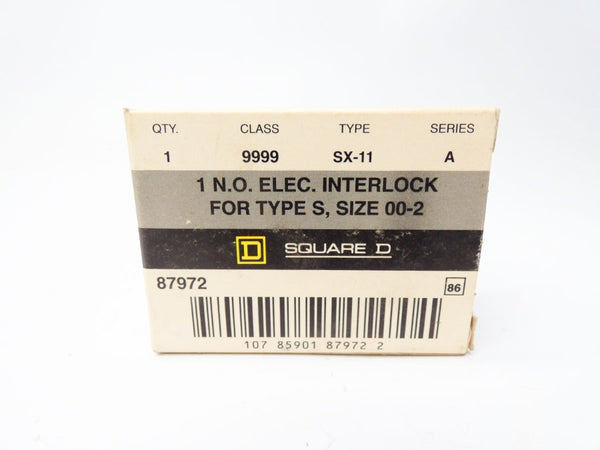 QTY. CLASS TYPE SERIES
1 9999 SX-11 A
1 N.O. ELEC. INTERLOCK
FOR TYPE S, SIZE 00-2
D SQUARE D
87972 86
107 85901 87972 2